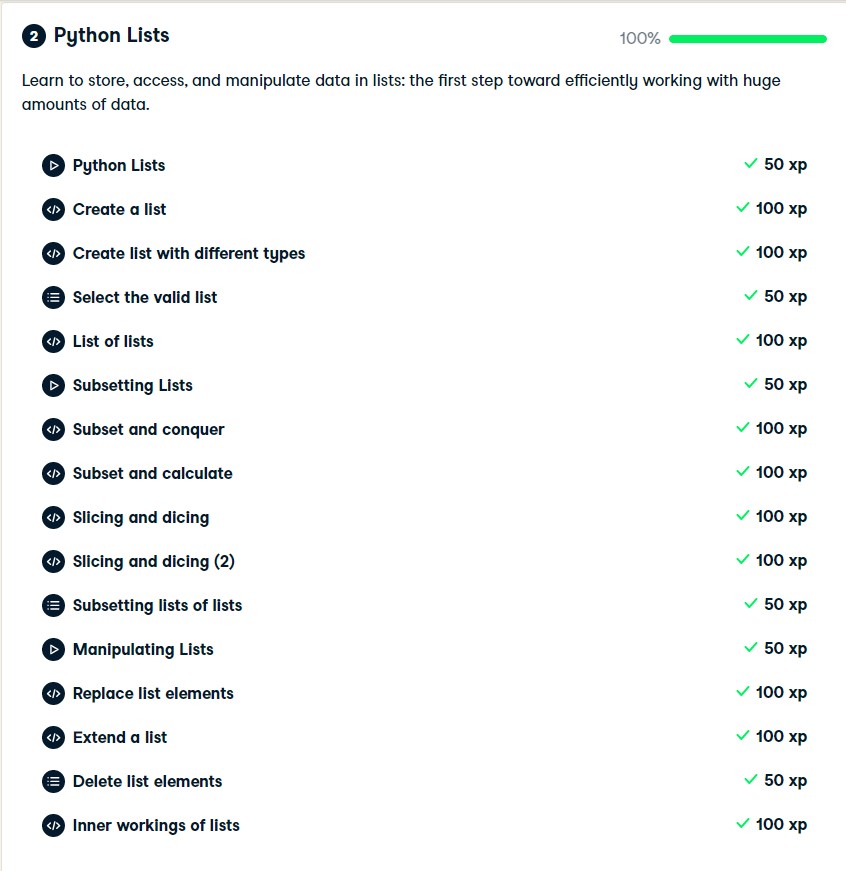 2 Python Lists 100%
Learn to store, access, and manipulate data in lists: the first step toward efficiently working with huge
amounts of data.
Python Lists 50 xp
Create a list 100 xp
Create list with different types 100 xp
Select the valid list 50 xp
List of lists 100 xp
Subsetting Lists 50 xp
Subset and conquer 100 xp
Subset and calculate 100 xp
Slicing and dicing 100 xp
Slicing and dicing (2) 100 xp
Subsetting lists of lists 50 xp
Manipulating Lists 50 xp
Replace list elements 100 xp
Extend a list 100 xp
Delete list elements 50 xp
Inner workings of lists 100 xp